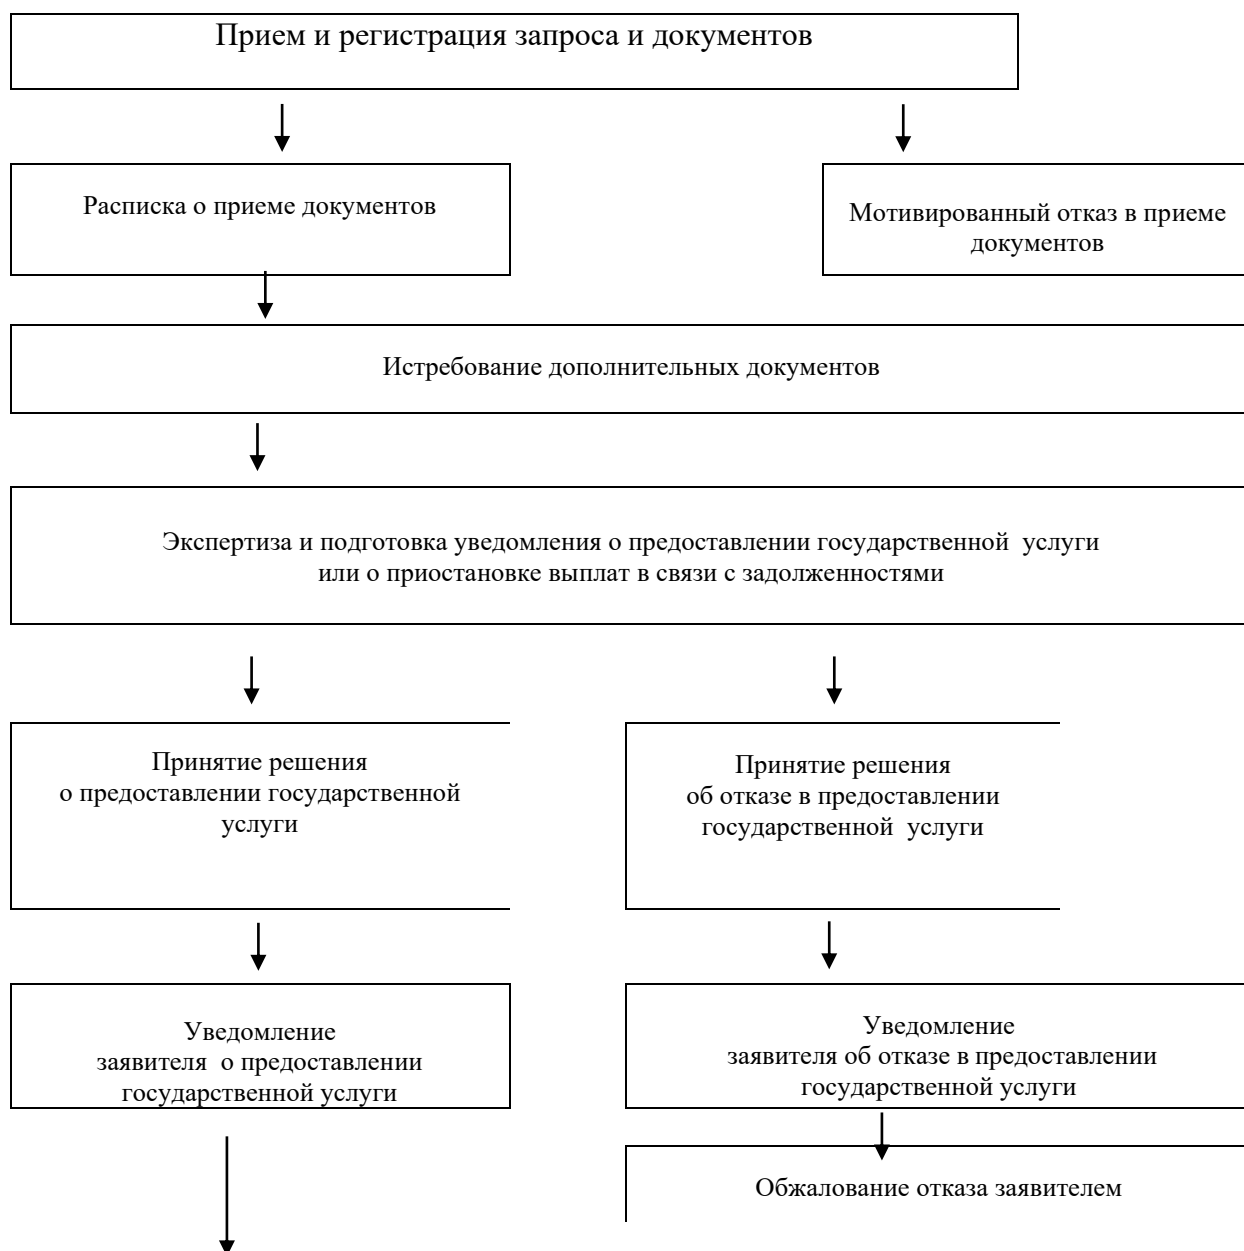 Прием и регистрация запроса и документов
Расписка о приеме документов
Мотивированный отказ в приеме
документов
Истребование дополнительных документов
Экспертиза и подготовка уведомления о предоставлении государственной услуги
или о приостановке выплат в связи с задолженностями
Принятие решения
о предоставлении государственной
услуги
Принятие решения
об отказе в предоставлении
государственной услуги
Уведомление
заявителя о предоставлении
государственной услуги
Уведомление
заявителя об отказе в предоставлении
государственной услуги
Обжалование отказа заявителем